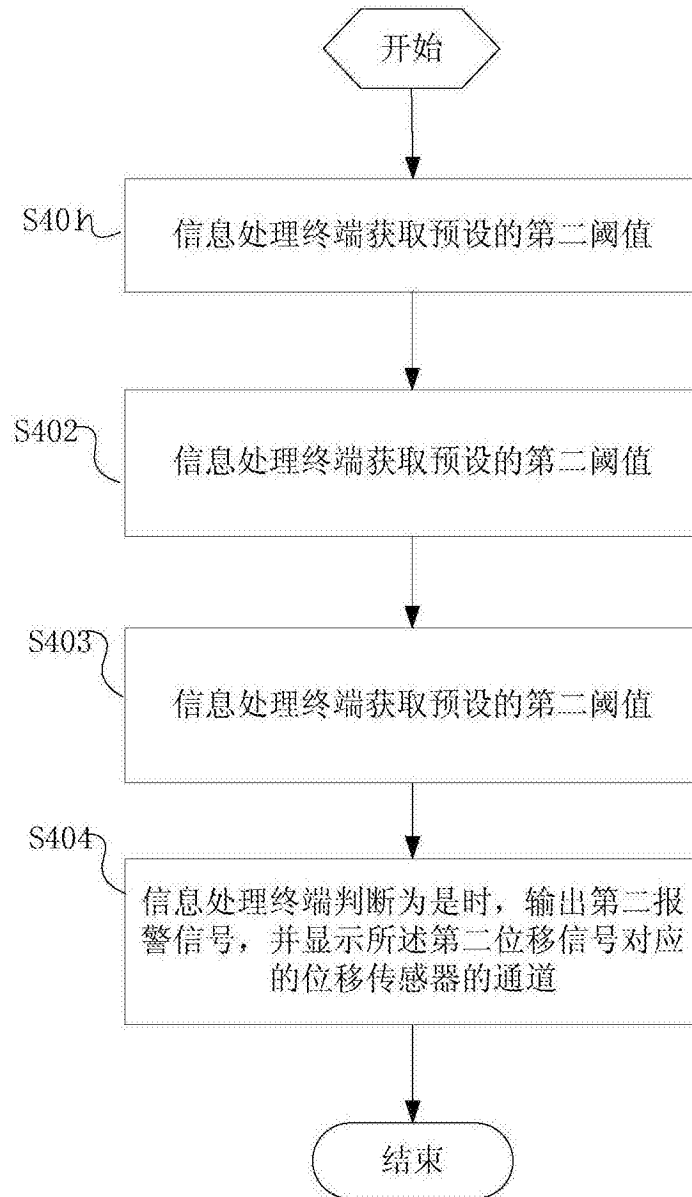 开始
S401
信息处理终端获取预设的第二阈值
S402
信息处理终端获取预设的第二阈值
S403
信息处理终端获取预设的第二阈值
S404
信息处理终端判断为是时，输出第二报
警信号，并显示所述第二位移信号对应
的位移传感器的通道
结束